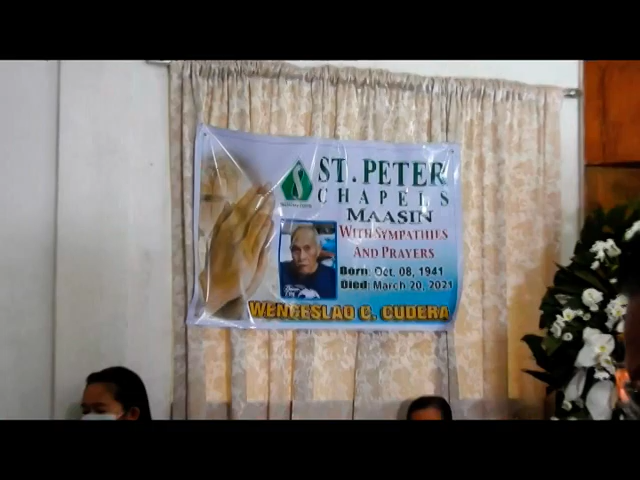 ST. PETER
CHAPELS
MAASIN
WITH SYMPATHIES
AND PRAYERS
Born: Oct. 08, 1941
Died: March 20, 2021
WENCESLAO C. CUDERA